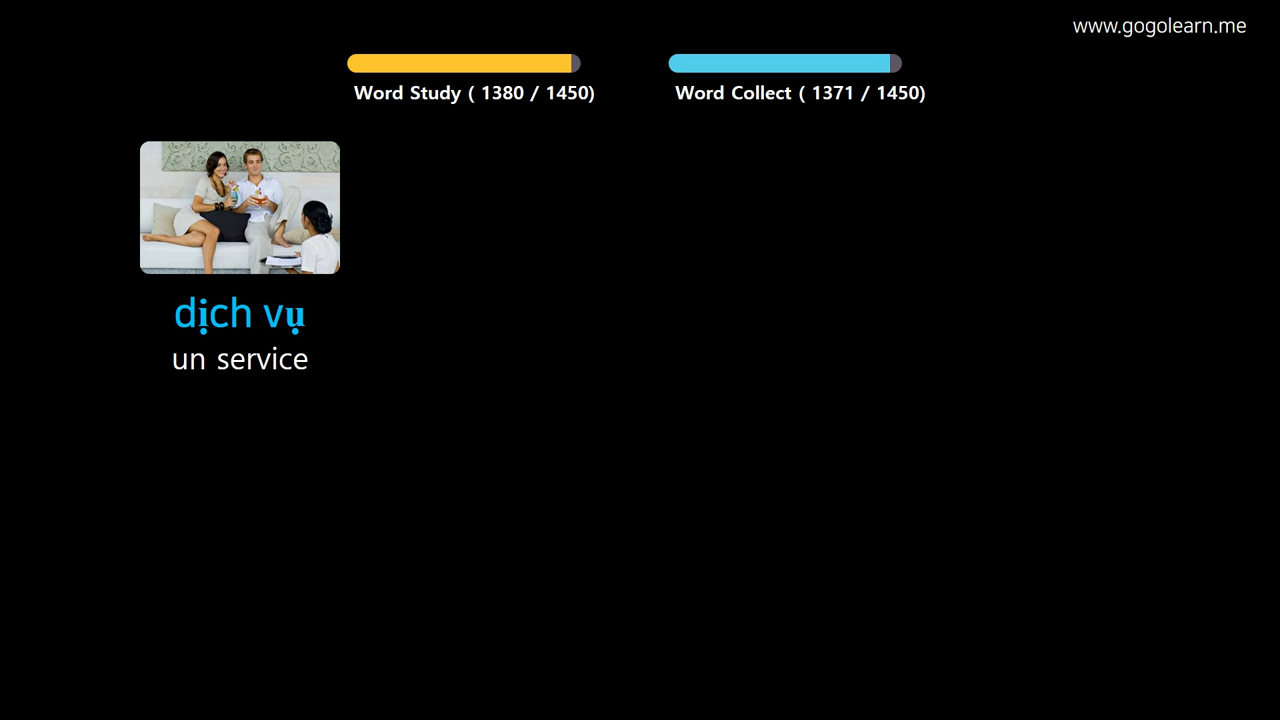 www.gogolearn.me
Word Study ( 1380 / 1450)
Word Collect ( 1371 / 1450)
dịch vụ
un service